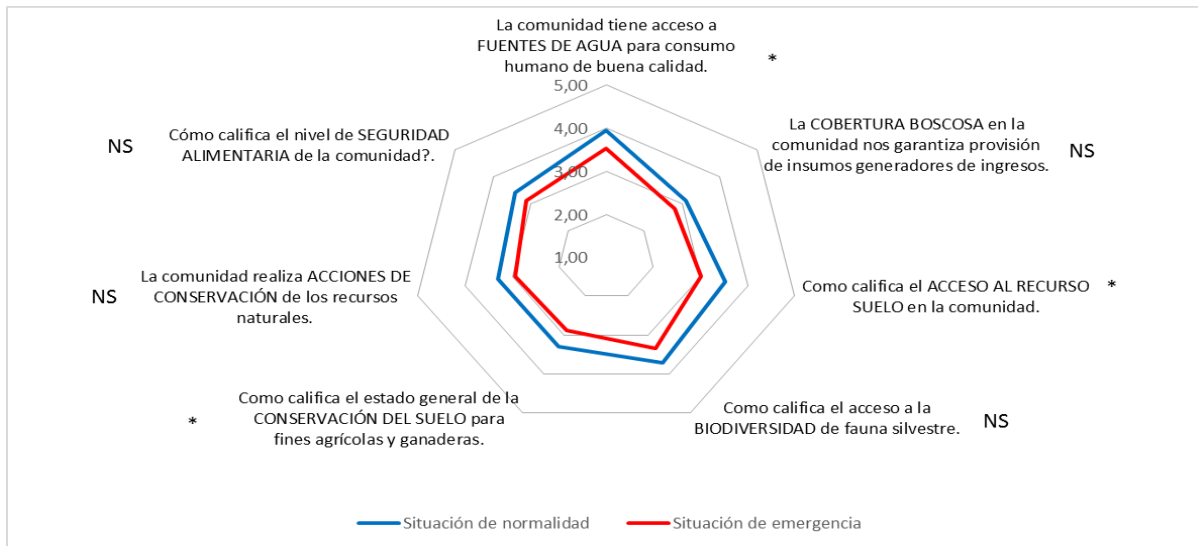 La comunidad tiene acceso a
FUENTES DE AGUA para consumo
humano de buena calidad.
*
5,00
4,00
3,00
2,00
1,00
La COBERTURA BOSCOSA en la
comunidad nos garantiza provisión
de insumos generadores de ingresos.
NS
Como califica el ACCESO AL RECURSO
SUELO en la comunidad.
*
Como califica el acceso a la
BIODIVERSIDAD de fauna silvestre.
NS
Como califica el estado general de la
CONSERVACIÓN DEL SUELO para
fines agrícolas y ganaderas.
*
La comunidad realiza ACCIONES DE
CONSERVACIÓN de los recursos
naturales.
NS
Cómo califica el nivel de SEGURIDAD
ALIMENTARIA de la comunidad?.
NS
Situación de normalidad
Situación de emergencia